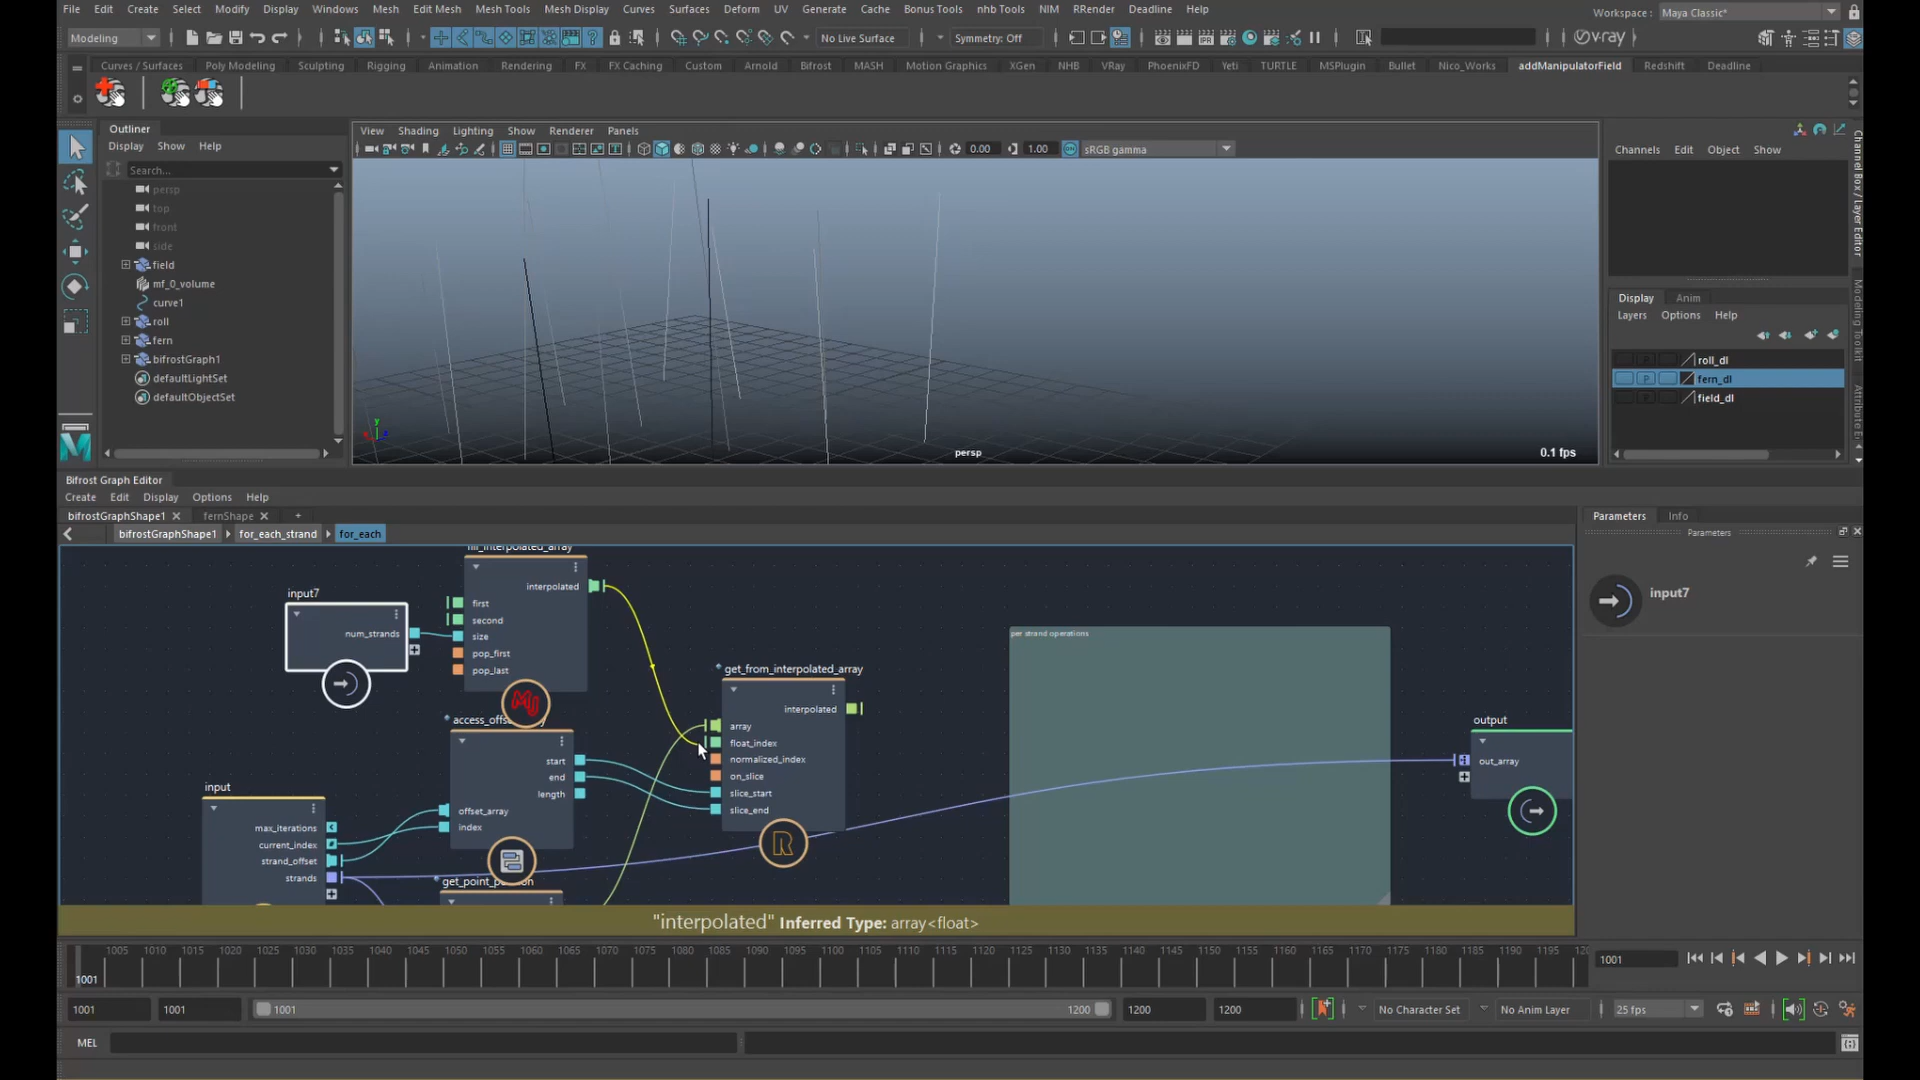 File Edit Create Select Modify Display Windows Mesh Edit Mesh Mesh Tools Mesh Display Curves Surfaces Deform UV Generate Cache Bonus Tools nhb Tools NIM RRender Deadline Help
Workspace : Maya Classic*
Modeling No Live Surface Symmetry: Off v-ray
Curves / Surfaces Poly Modeling Sculpting Rigging Animation Rendering FX FX Caching Custom Arnold Bifrost MASH Motion Graphics XGen NHB VRay PhoenixFD Yeti TURTLE MSPlugin Bullet Nico_Works addManipulatorField Redshift Deadline
Outliner
Display Show Help
Search...
persp
top
front
side
field
mf_0_volume
curve1
roll
fern
bifrostGraph1
defaultLightSet
defaultObjectSet
View Shading Lighting Show Renderer Panels
0.00 1.00 sRGB gamma
persp
0.1 fps
Channels Edit Object Show
Channel Box / Layer Editor
Modeling Toolkit
Attribute E
Display Anim
Layers Options Help
P roll_dl
P fern_dl
P field_dl
Bifrost Graph Editor
Create Edit Display Options Help
bifrostGraphShape1 fernShape +
bifrostGraphShape1 for_each_strand for_each
fill_interpolated_array
interpolated
first
second
size
pop_first
pop_last
input7
num_strands
start
end
length
offset_array
index
input
max_iterations
current_index
strand_offset
strands
get_from_interpolated_array
interpolated
array
float_index
normalized_index
on_slice
slice_start
slice_end
R
per strand operations
output
out_array
"interpolated" Inferred Type: array<float>
Parameters Info
Parameters
input7
1005 1010 1015 1020 1025 1030 1035 1040 1045 1050 1055 1060 1065 1070 1075 1080 1085 1090 1095 1100 1105 1110 1115 1120 1125 1130 1135 1140 1145 1150 1155 1160 1165 1170 1175 1180 1185 1190 1195 120
1001
1001
1001 1001 1001 1200 1200 1200 No Character Set No Anim Layer 25 fps
MEL